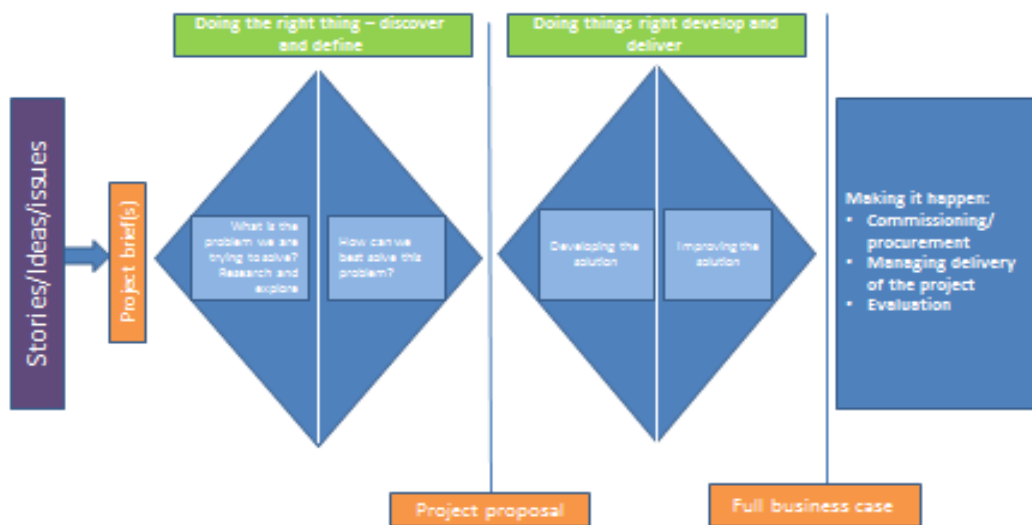 Doing the right thing – discover
and define
Doing things right develop and
deliver
Stories/Ideas/issues
Project brief(s)
What is the
problem we are
trying to solve?
Research and
explore
How can we
best solve this
problem?
Developing the
solution
Improving the
solution
Making it happen:
• Commissioning/
procurement
• Managing delivery
of the project
• Evaluation
Project proposal
Full business case